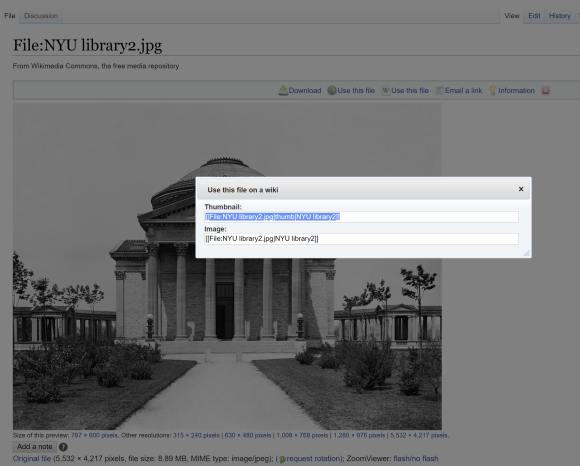 File Discussion View Edit History
File:NYU library2.jpg
From Wikimedia Commons, the free media repository
Download Use this file Use this file Email a link Information
Use this file on a wiki ×
Thumbnail:
[[File:NYU library2.jpg|thumb|NYU library2]]
Image:
[[File:NYU library2.jpg|NYU library2]]
Size of this preview: 787 × 600 pixels. Other resolutions: 315 × 240 pixels | 630 × 480 pixels | 1,008 × 768 pixels | 1,280 × 976 pixels | 5,532 × 4,217 pixels.
Add a note ?
Original file (5,532 × 4,217 pixels, file size: 8.89 MB, MIME type: image/jpeg); (request rotation); ZoomViewer: flash/no flash